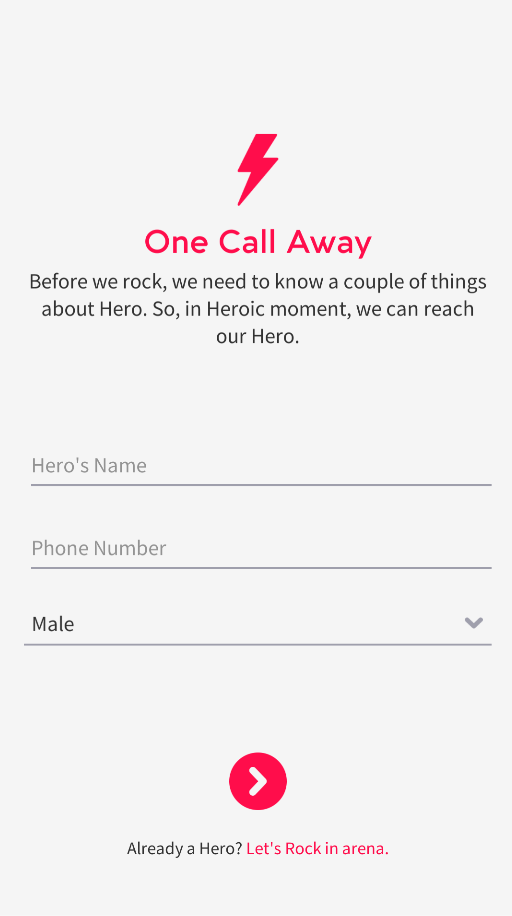 One Call Away
Before we rock, we need to know a couple of things
about Hero. So, in Heroic moment, we can reach
our Hero.
Hero's Name
Phone Number
Male
Already a Hero? Let's Rock in arena.